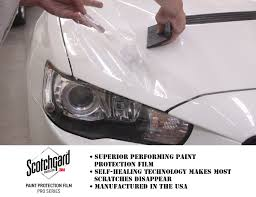 Scotchgard
3M
PAINT PROTECTION FILM
PRO SERIES
• SUPERIOR PERFORMING PAINT
PROTECTION FILM
• SELF-HEALING TECHNOLOGY MAKES MOST
SCRATCHES DISAPPEAR
• MANUFACTURED IN THE USA